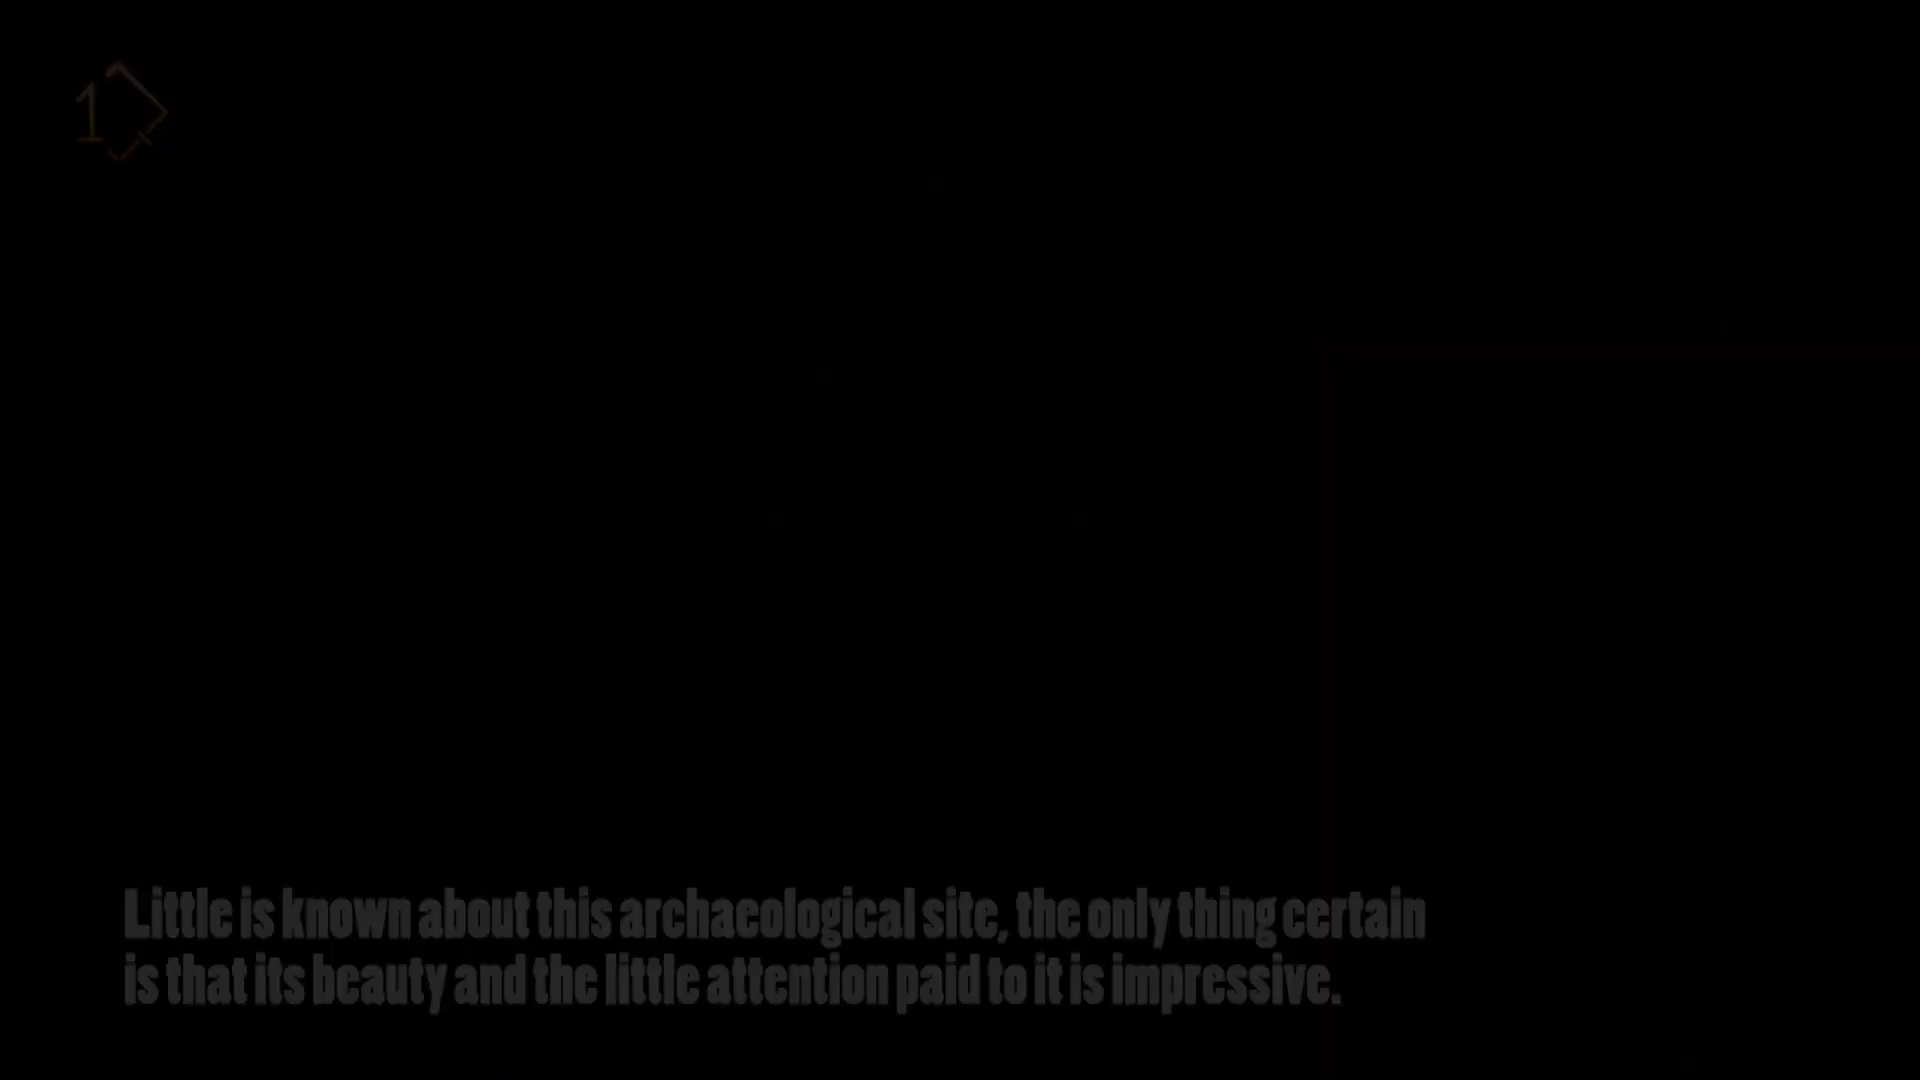 1
Little is known about this archaeological site, the only thing certain
is that its beauty and the little attention paid to it is impressive.